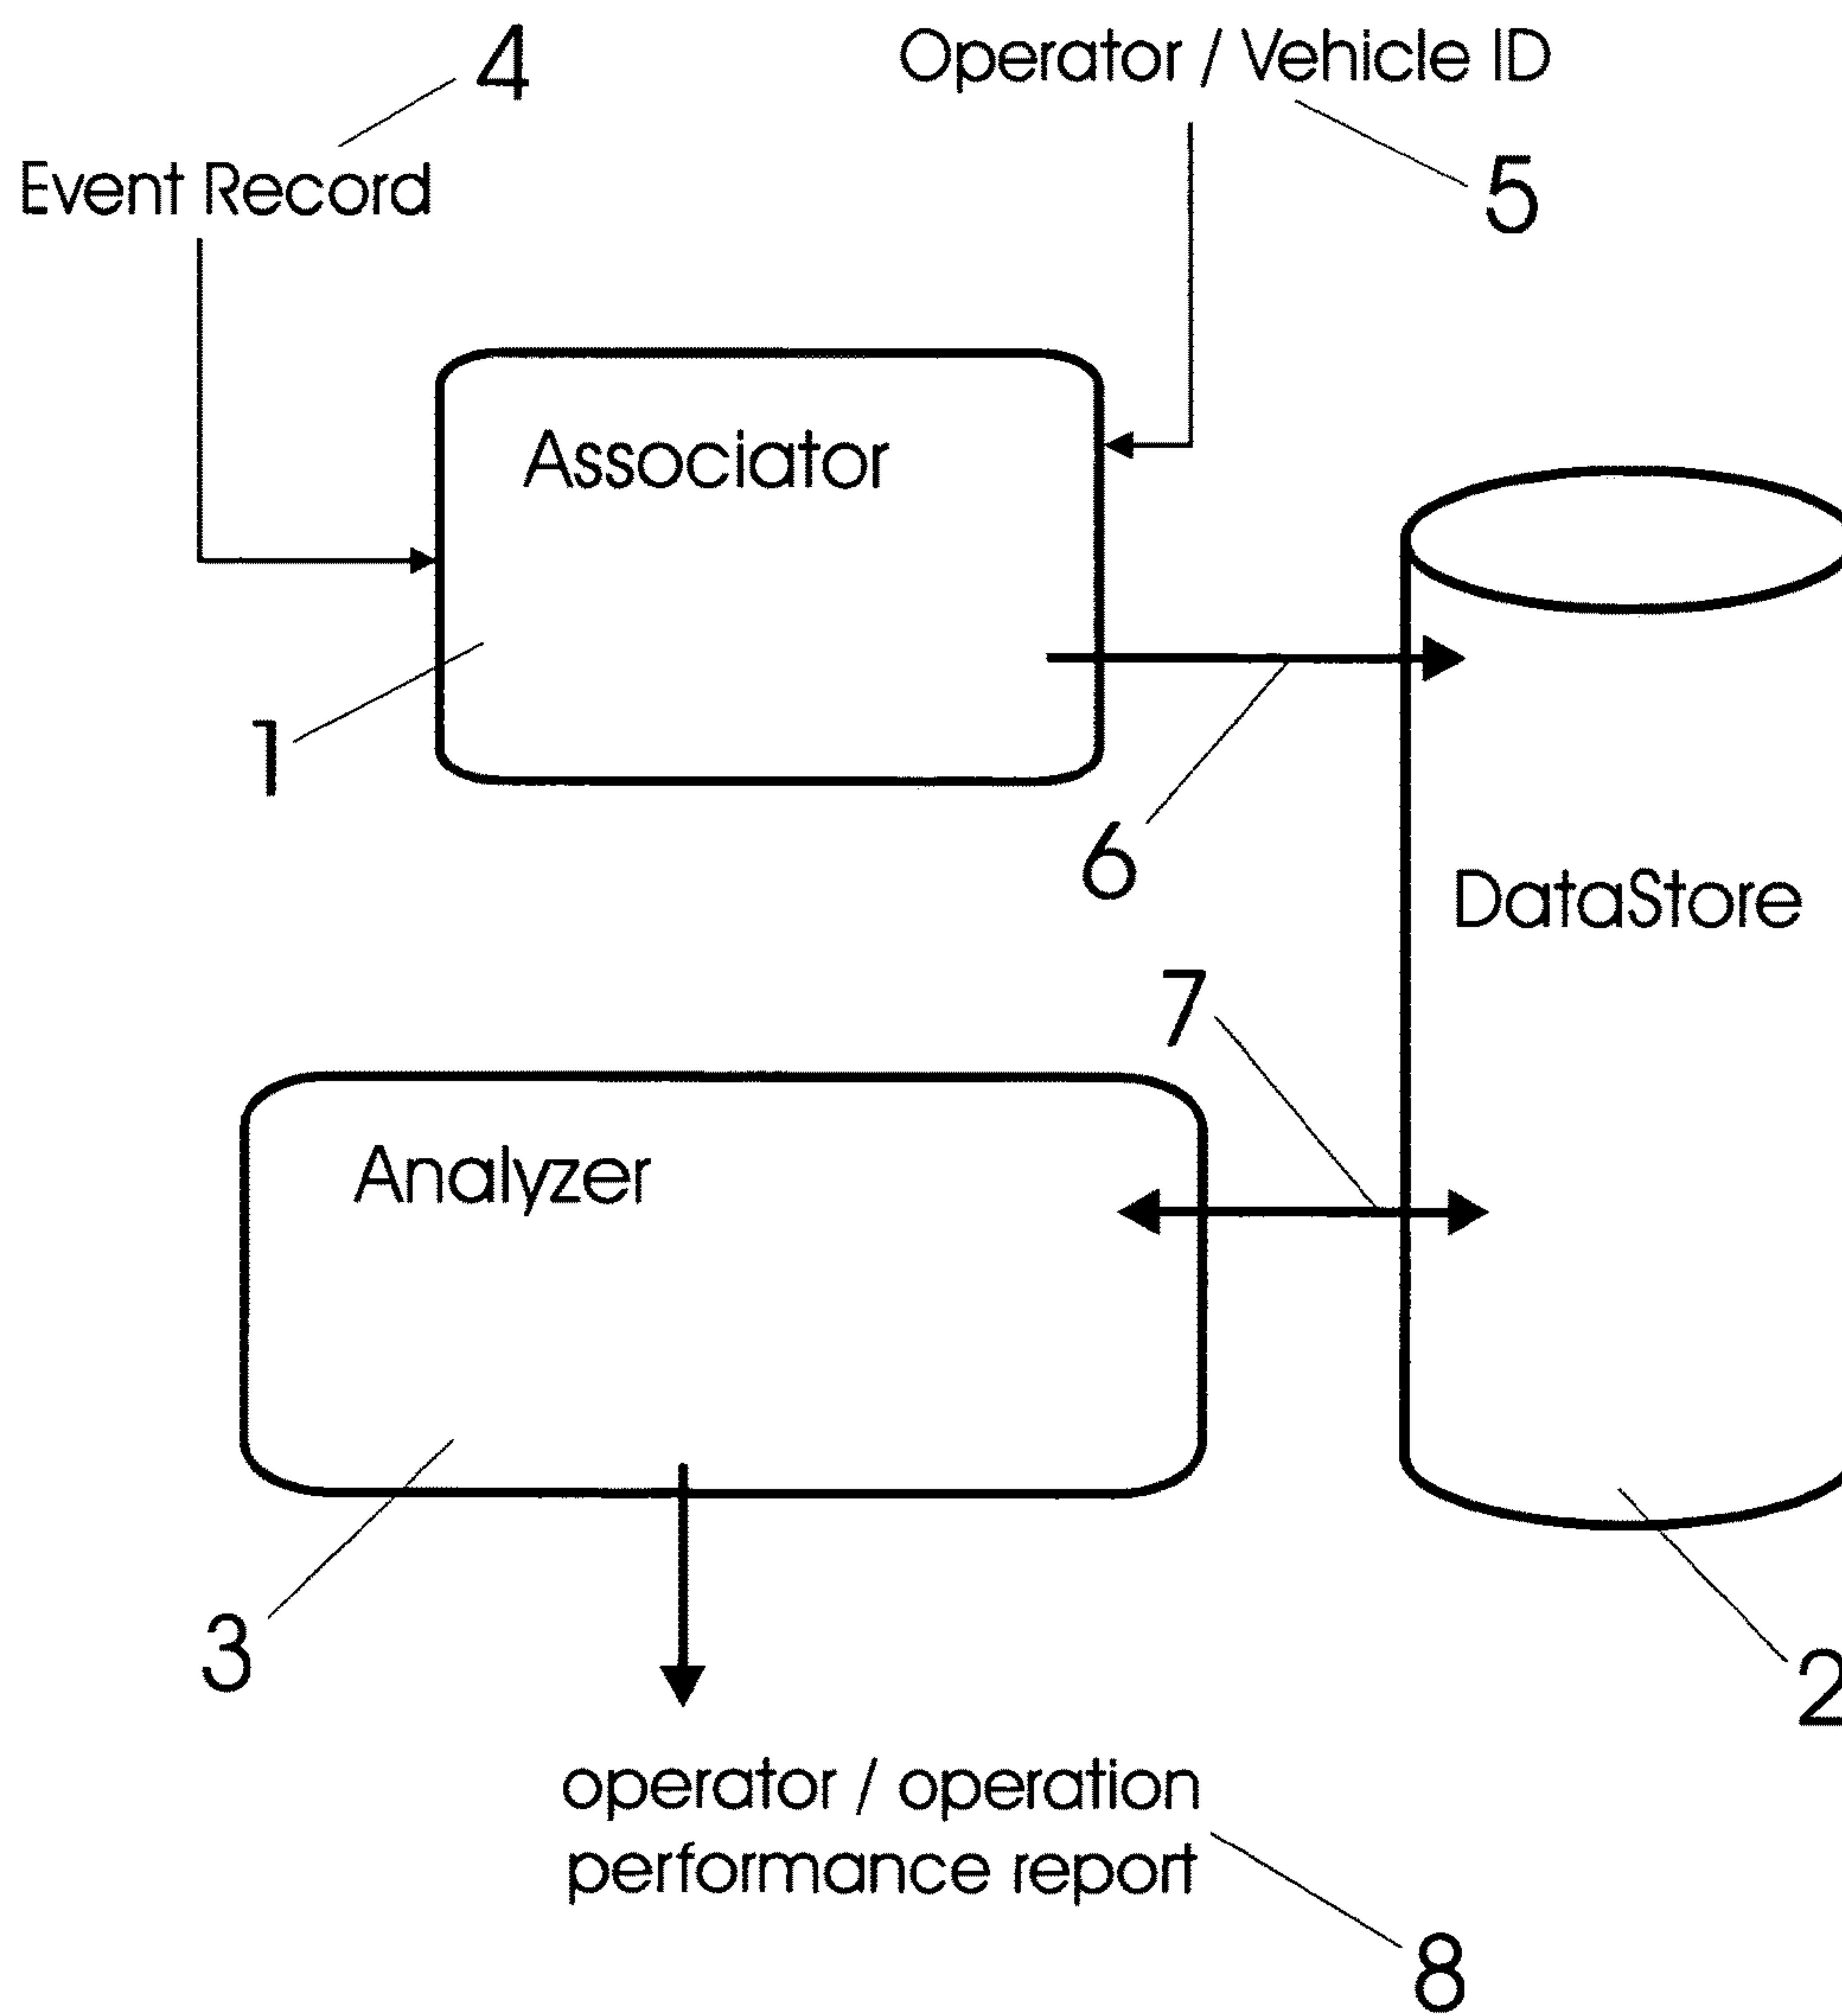 4
Operator / Vehicle ID
Event Record
5
Associator
1
6
DataStore
7
Analyzer
3
2
operator / operation
performance report
8